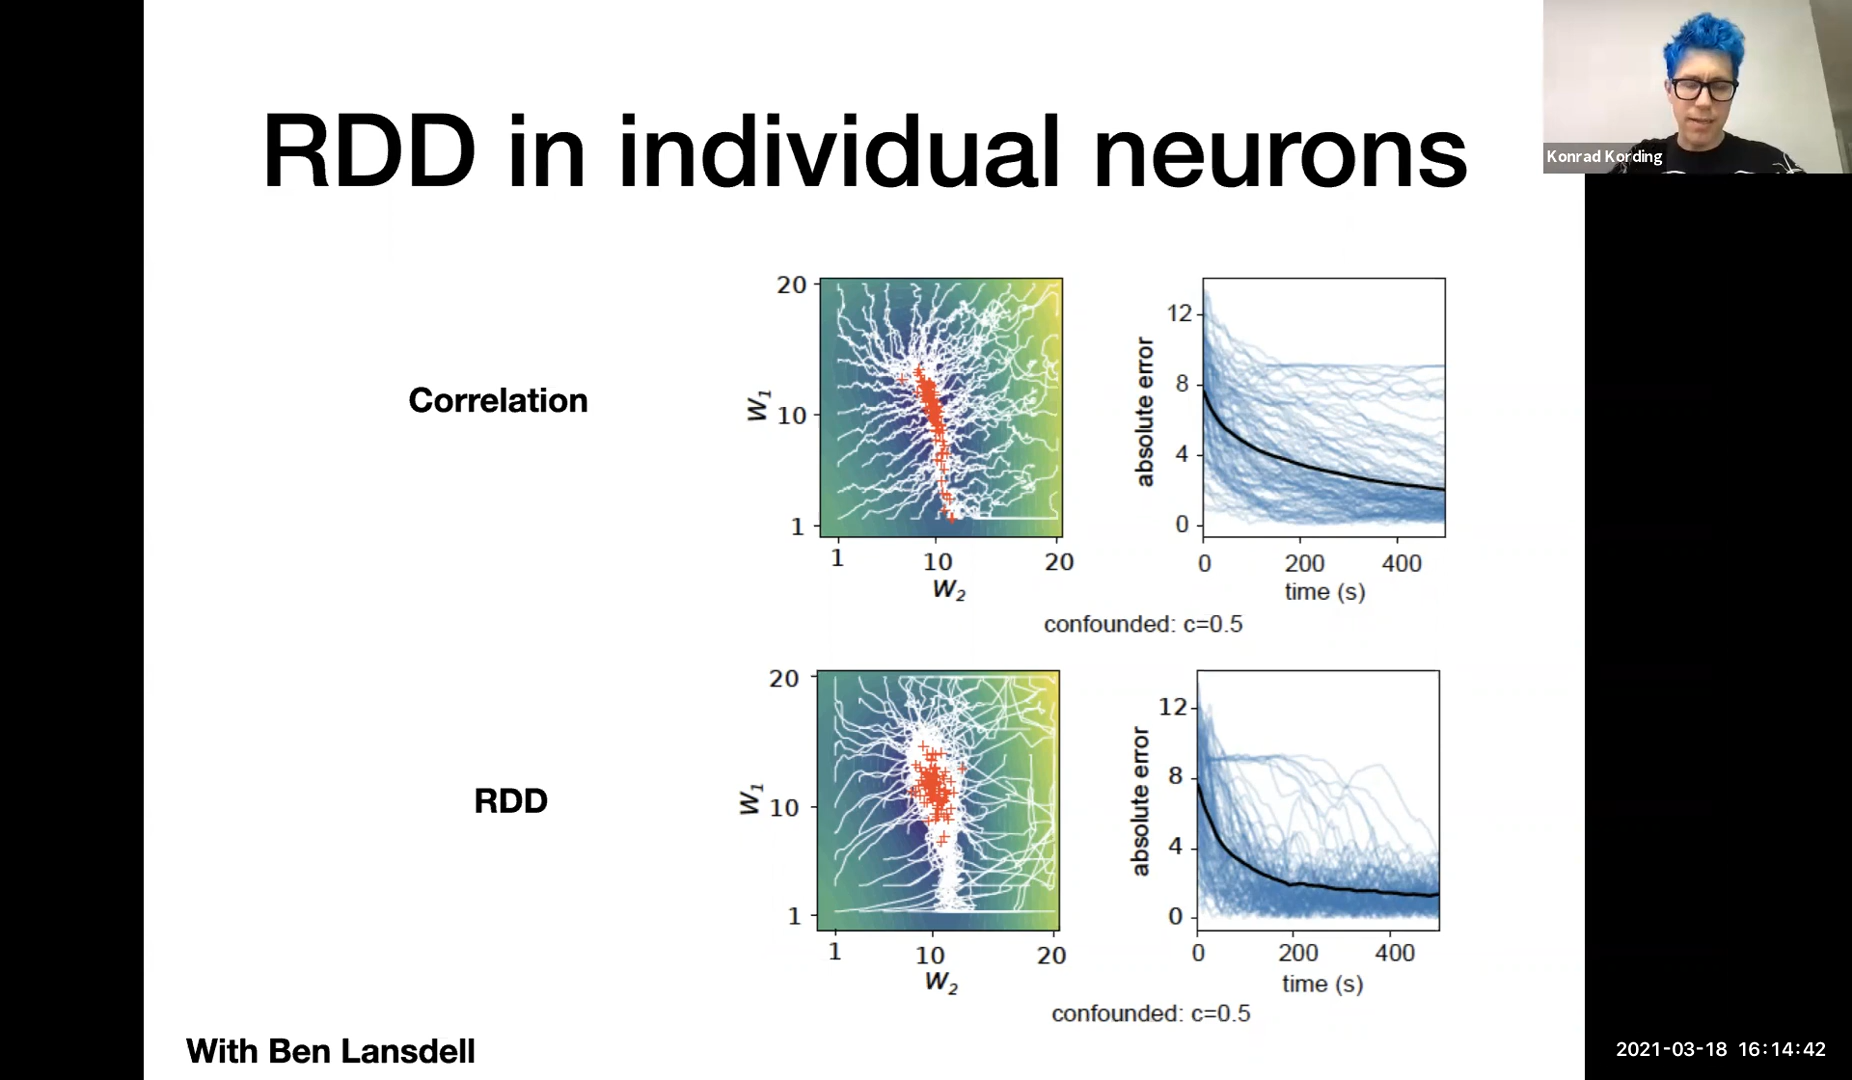 RDD in individual neurons
Konrad Kording
Correlation
20
10
1
W1
1
10
20
W2
12
8
4
0
absolute error
0
200
400
time (s)
confounded: c=0.5
RDD
20
10
1
W1
1
10
20
W2
12
8
4
0
absolute error
0
200
400
time (s)
confounded: c=0.5
With Ben Lansdell
2021-03-18 16:14:42